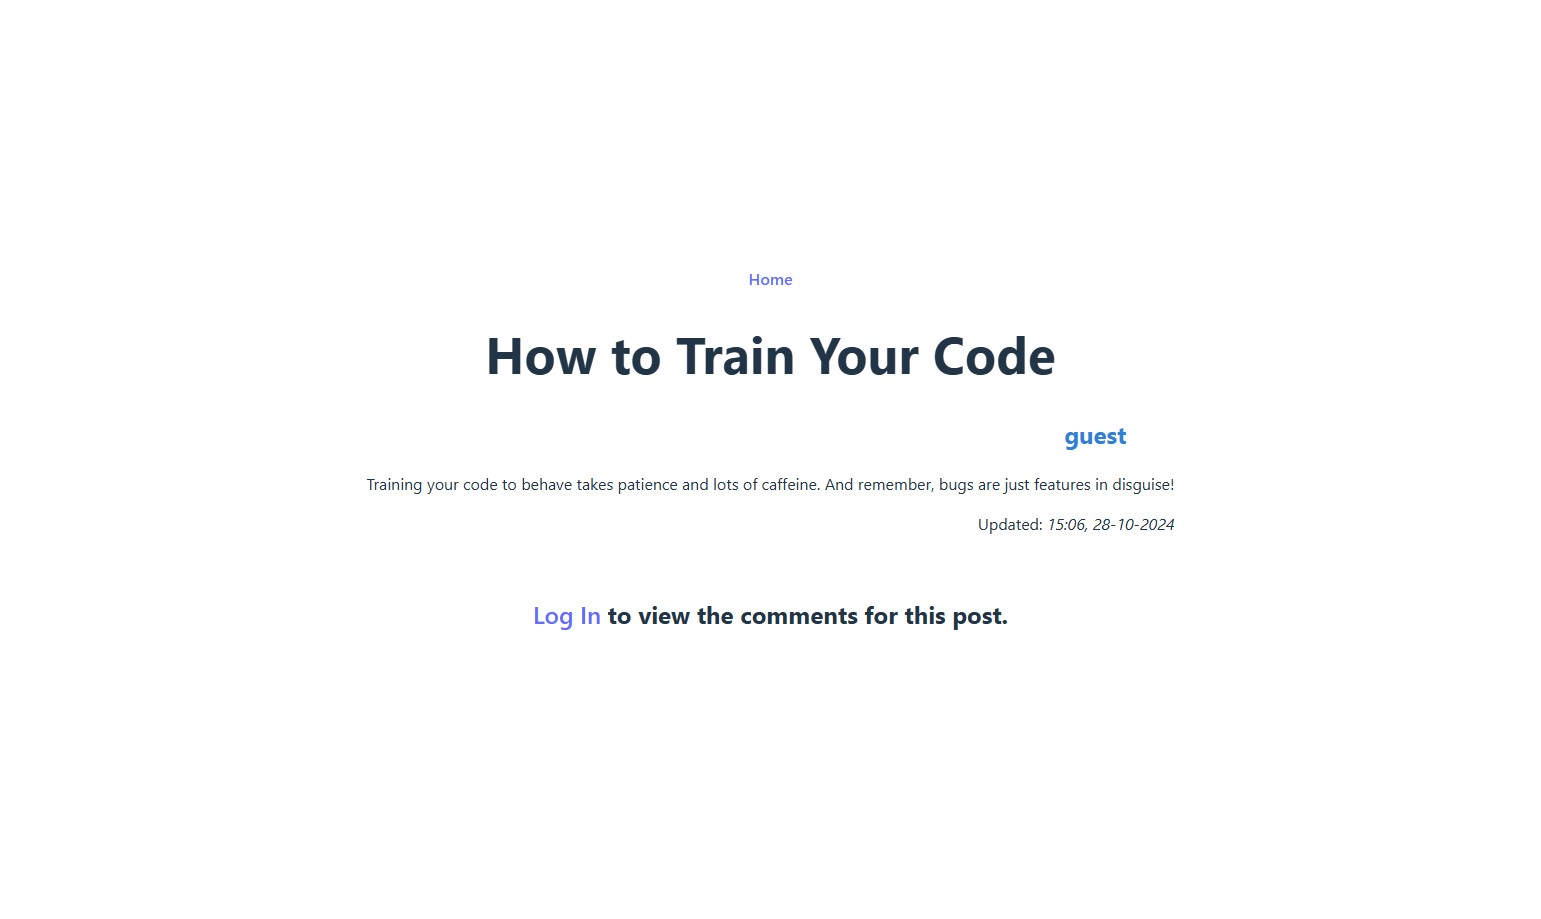 Home
How to Train Your Code
guest
Training your code to behave takes patience and lots of caffeine. And remember, bugs are just features in disguise!
Updated: 15:06, 28-10-2024
Log In to view the comments for this post.